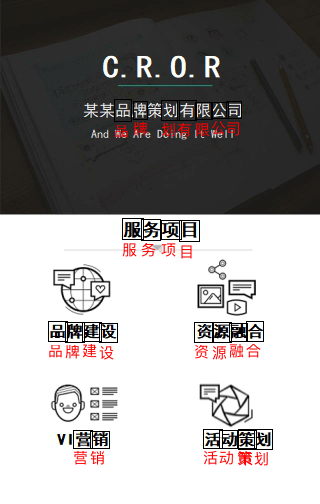 C.R.O.R
某某品牌策划有限公司
品牌 划有限公司
And We Are Doing It Well
服务项目
服务项目
品牌建设
品牌建设
资源融合
资源融合
VI营销
营销
活动策划
活动策划